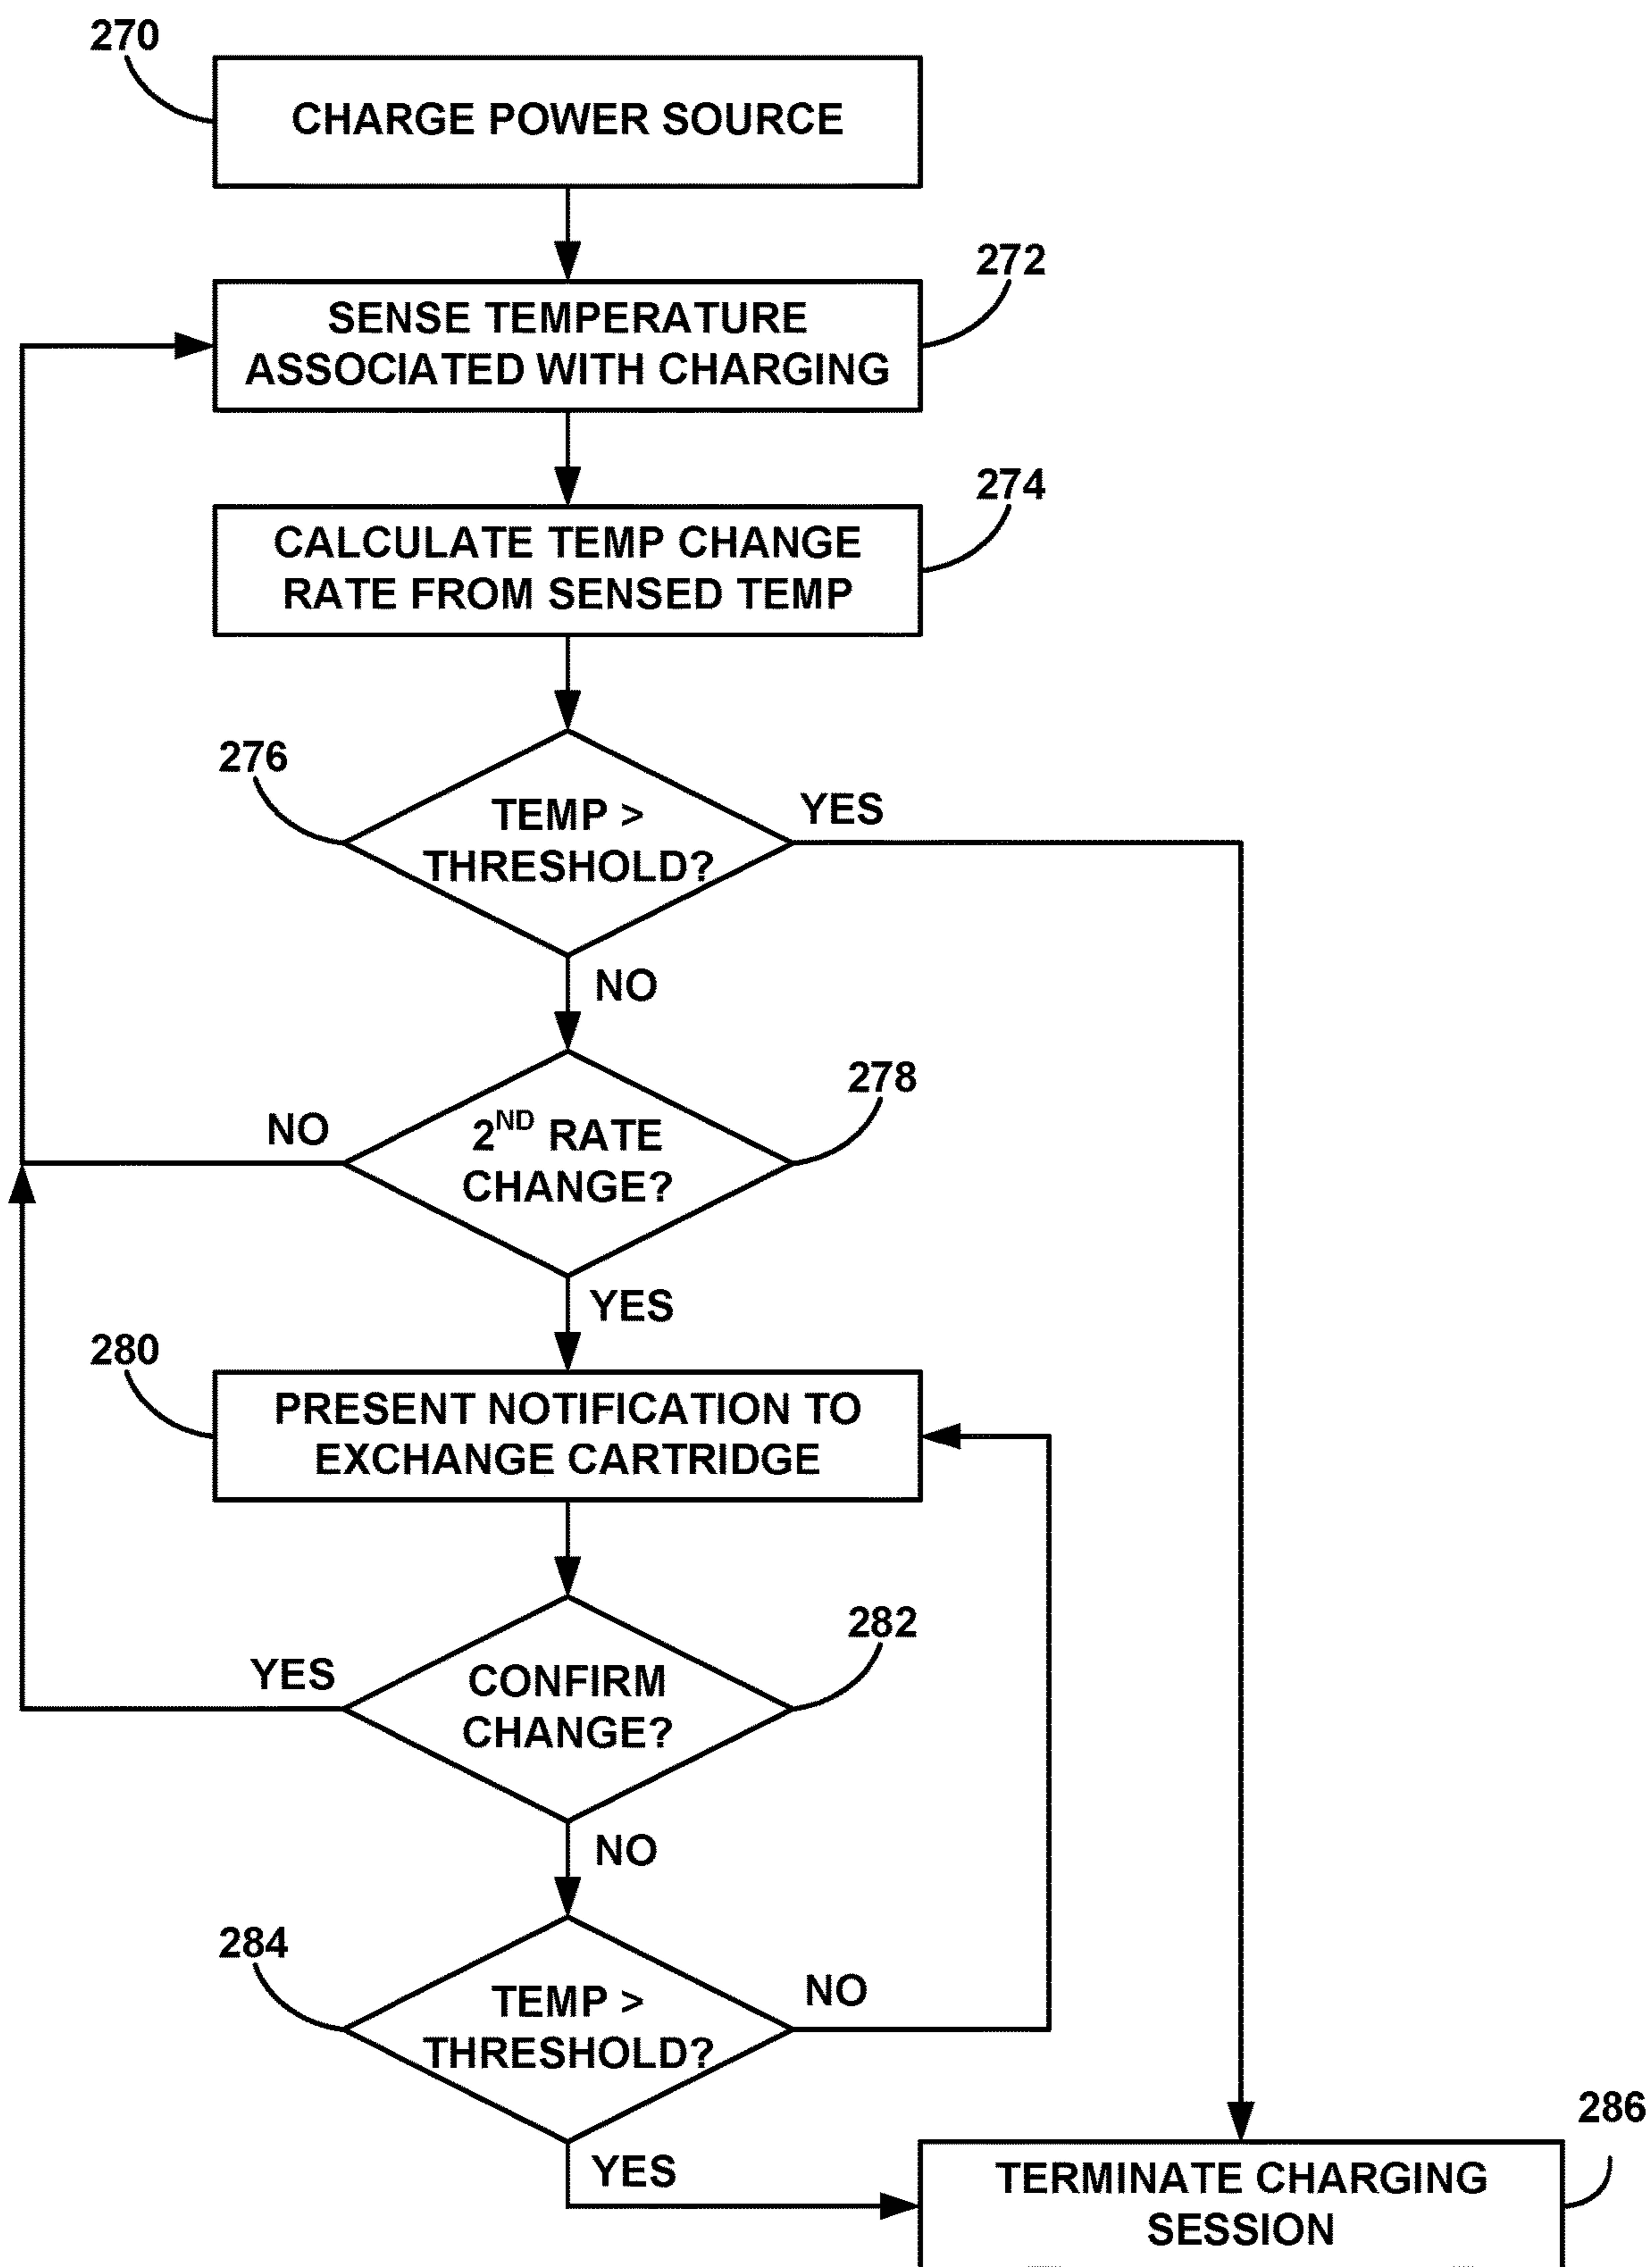 270
CHARGE POWER SOURCE
272
SENSE TEMPERATURE
ASSOCIATED WITH CHARGING
274
CALCULATE TEMP CHANGE
RATE FROM SENSED TEMP
276
TEMP >
THRESHOLD?
YES
NO
278
2ND RATE
CHANGE?
NO
YES
280
PRESENT NOTIFICATION TO
EXCHANGE CARTRIDGE
282
CONFIRM
CHANGE?
YES
NO
284
TEMP >
THRESHOLD?
NO
YES
286
TERMINATE CHARGING
SESSION